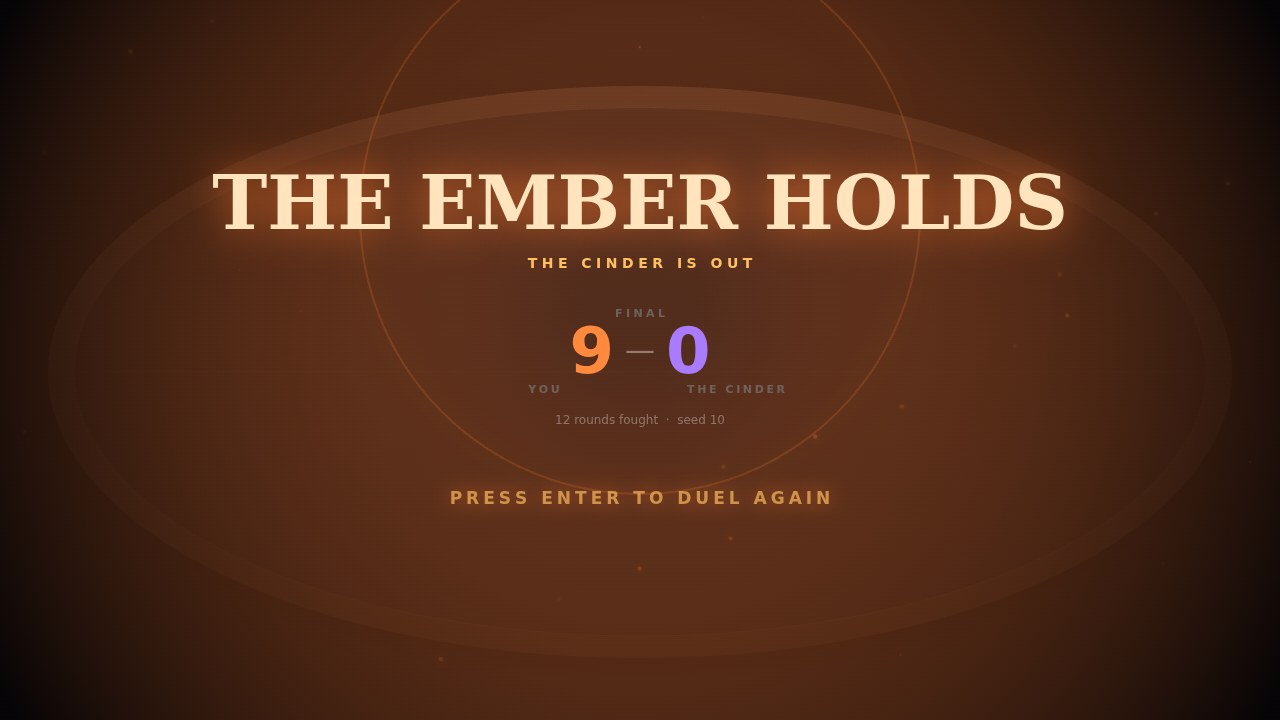 THE EMBER HOLDS
THE CINDER IS OUT
FINAL
9 — 0
YOU THE CINDER
12 rounds fought · seed 10
PRESS ENTER TO DUEL AGAIN